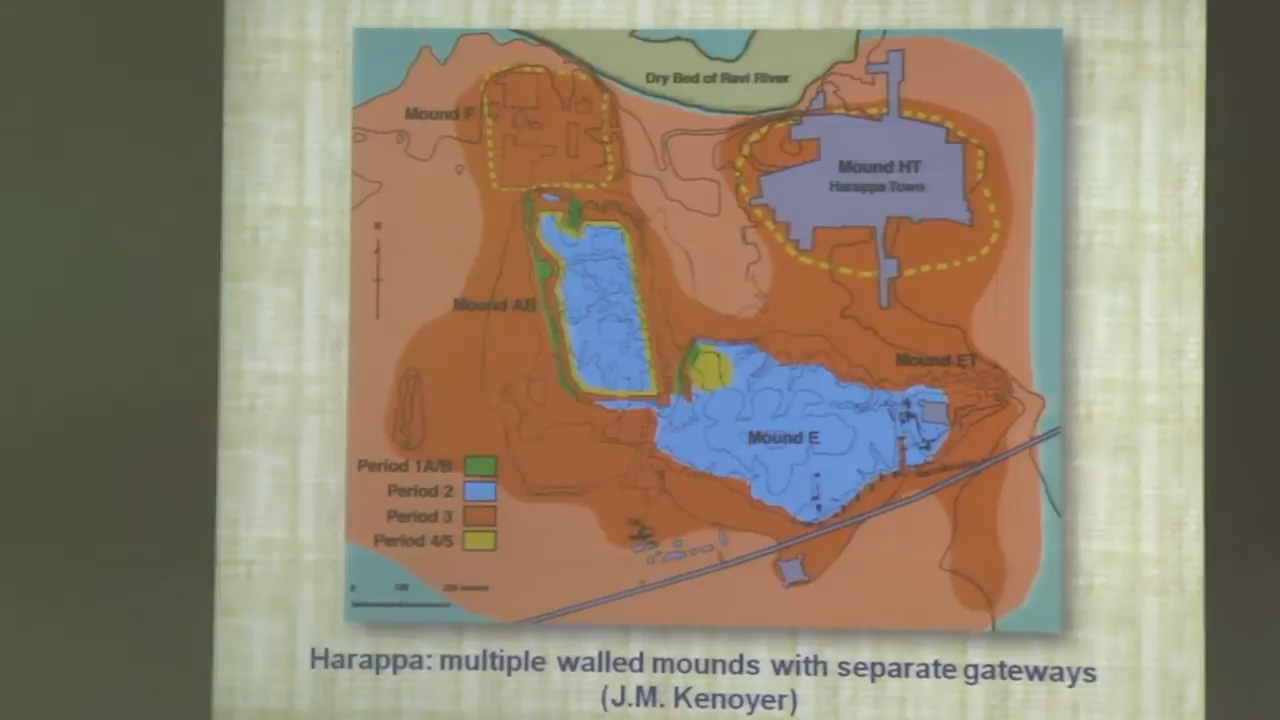 Dry Bed of Ravi River
Mound F
Mound HT
Harappa Town
Mound AB
Mound ET
Mound E
Period 1A/B
Period 2
Period 3
Period 4/5
Harappa: multiple walled mounds with separate gateways
(J.M. Kenoyer)